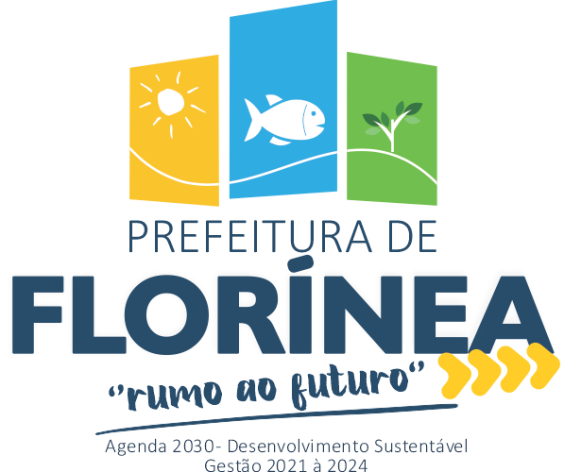 PREFEITURA DE
FLORÍNEA
“rumo ao futuro“
Agenda 2030- Desenvolvimento Sustentável
Gestão 2021 à 2024